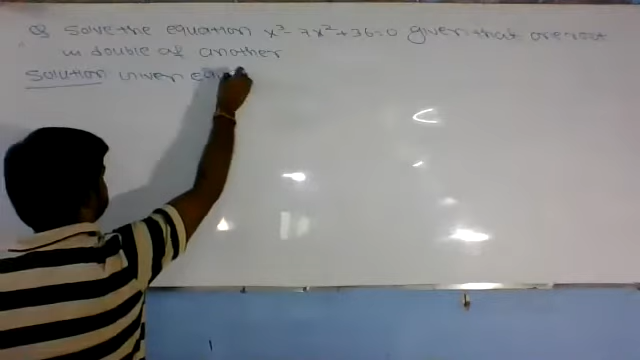 Q Solve the equation x³ - 7x² + 36 = 0 given that one root
is double of another
Solution Given equ